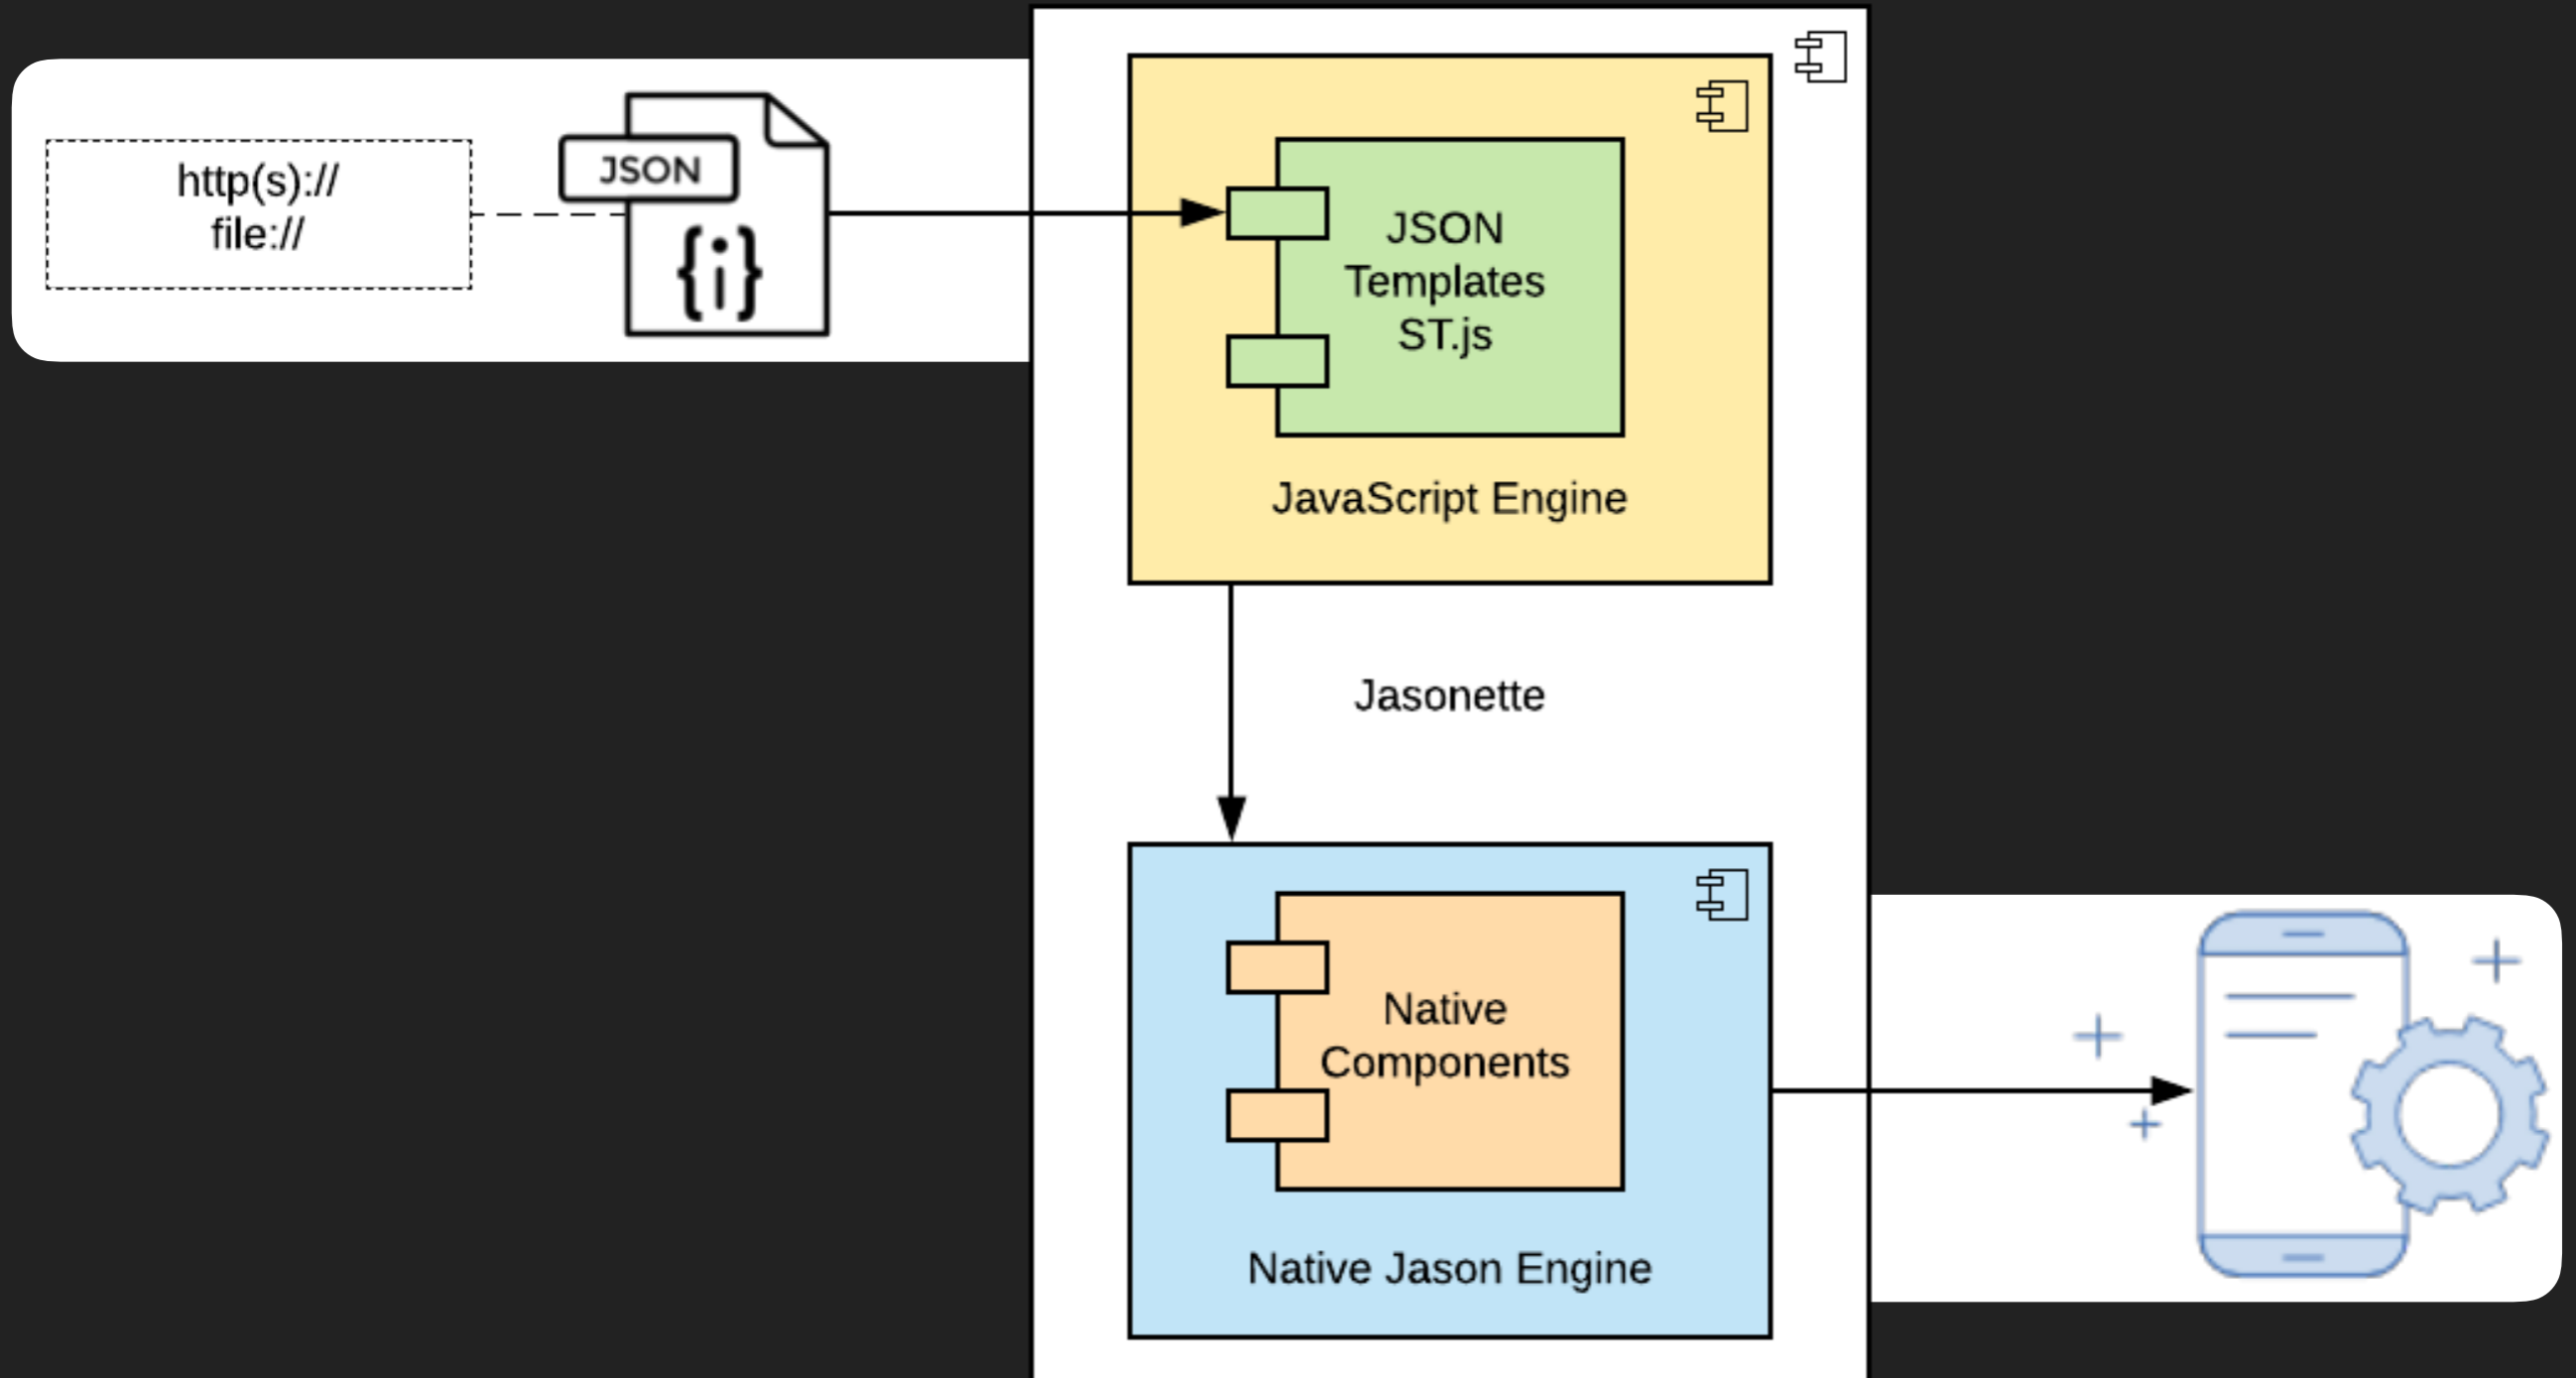 http(s)://
file://
JSON
{i}
JSON
Templates
ST.js
JavaScript Engine
Jasonette
Native
Components
Native Jason Engine